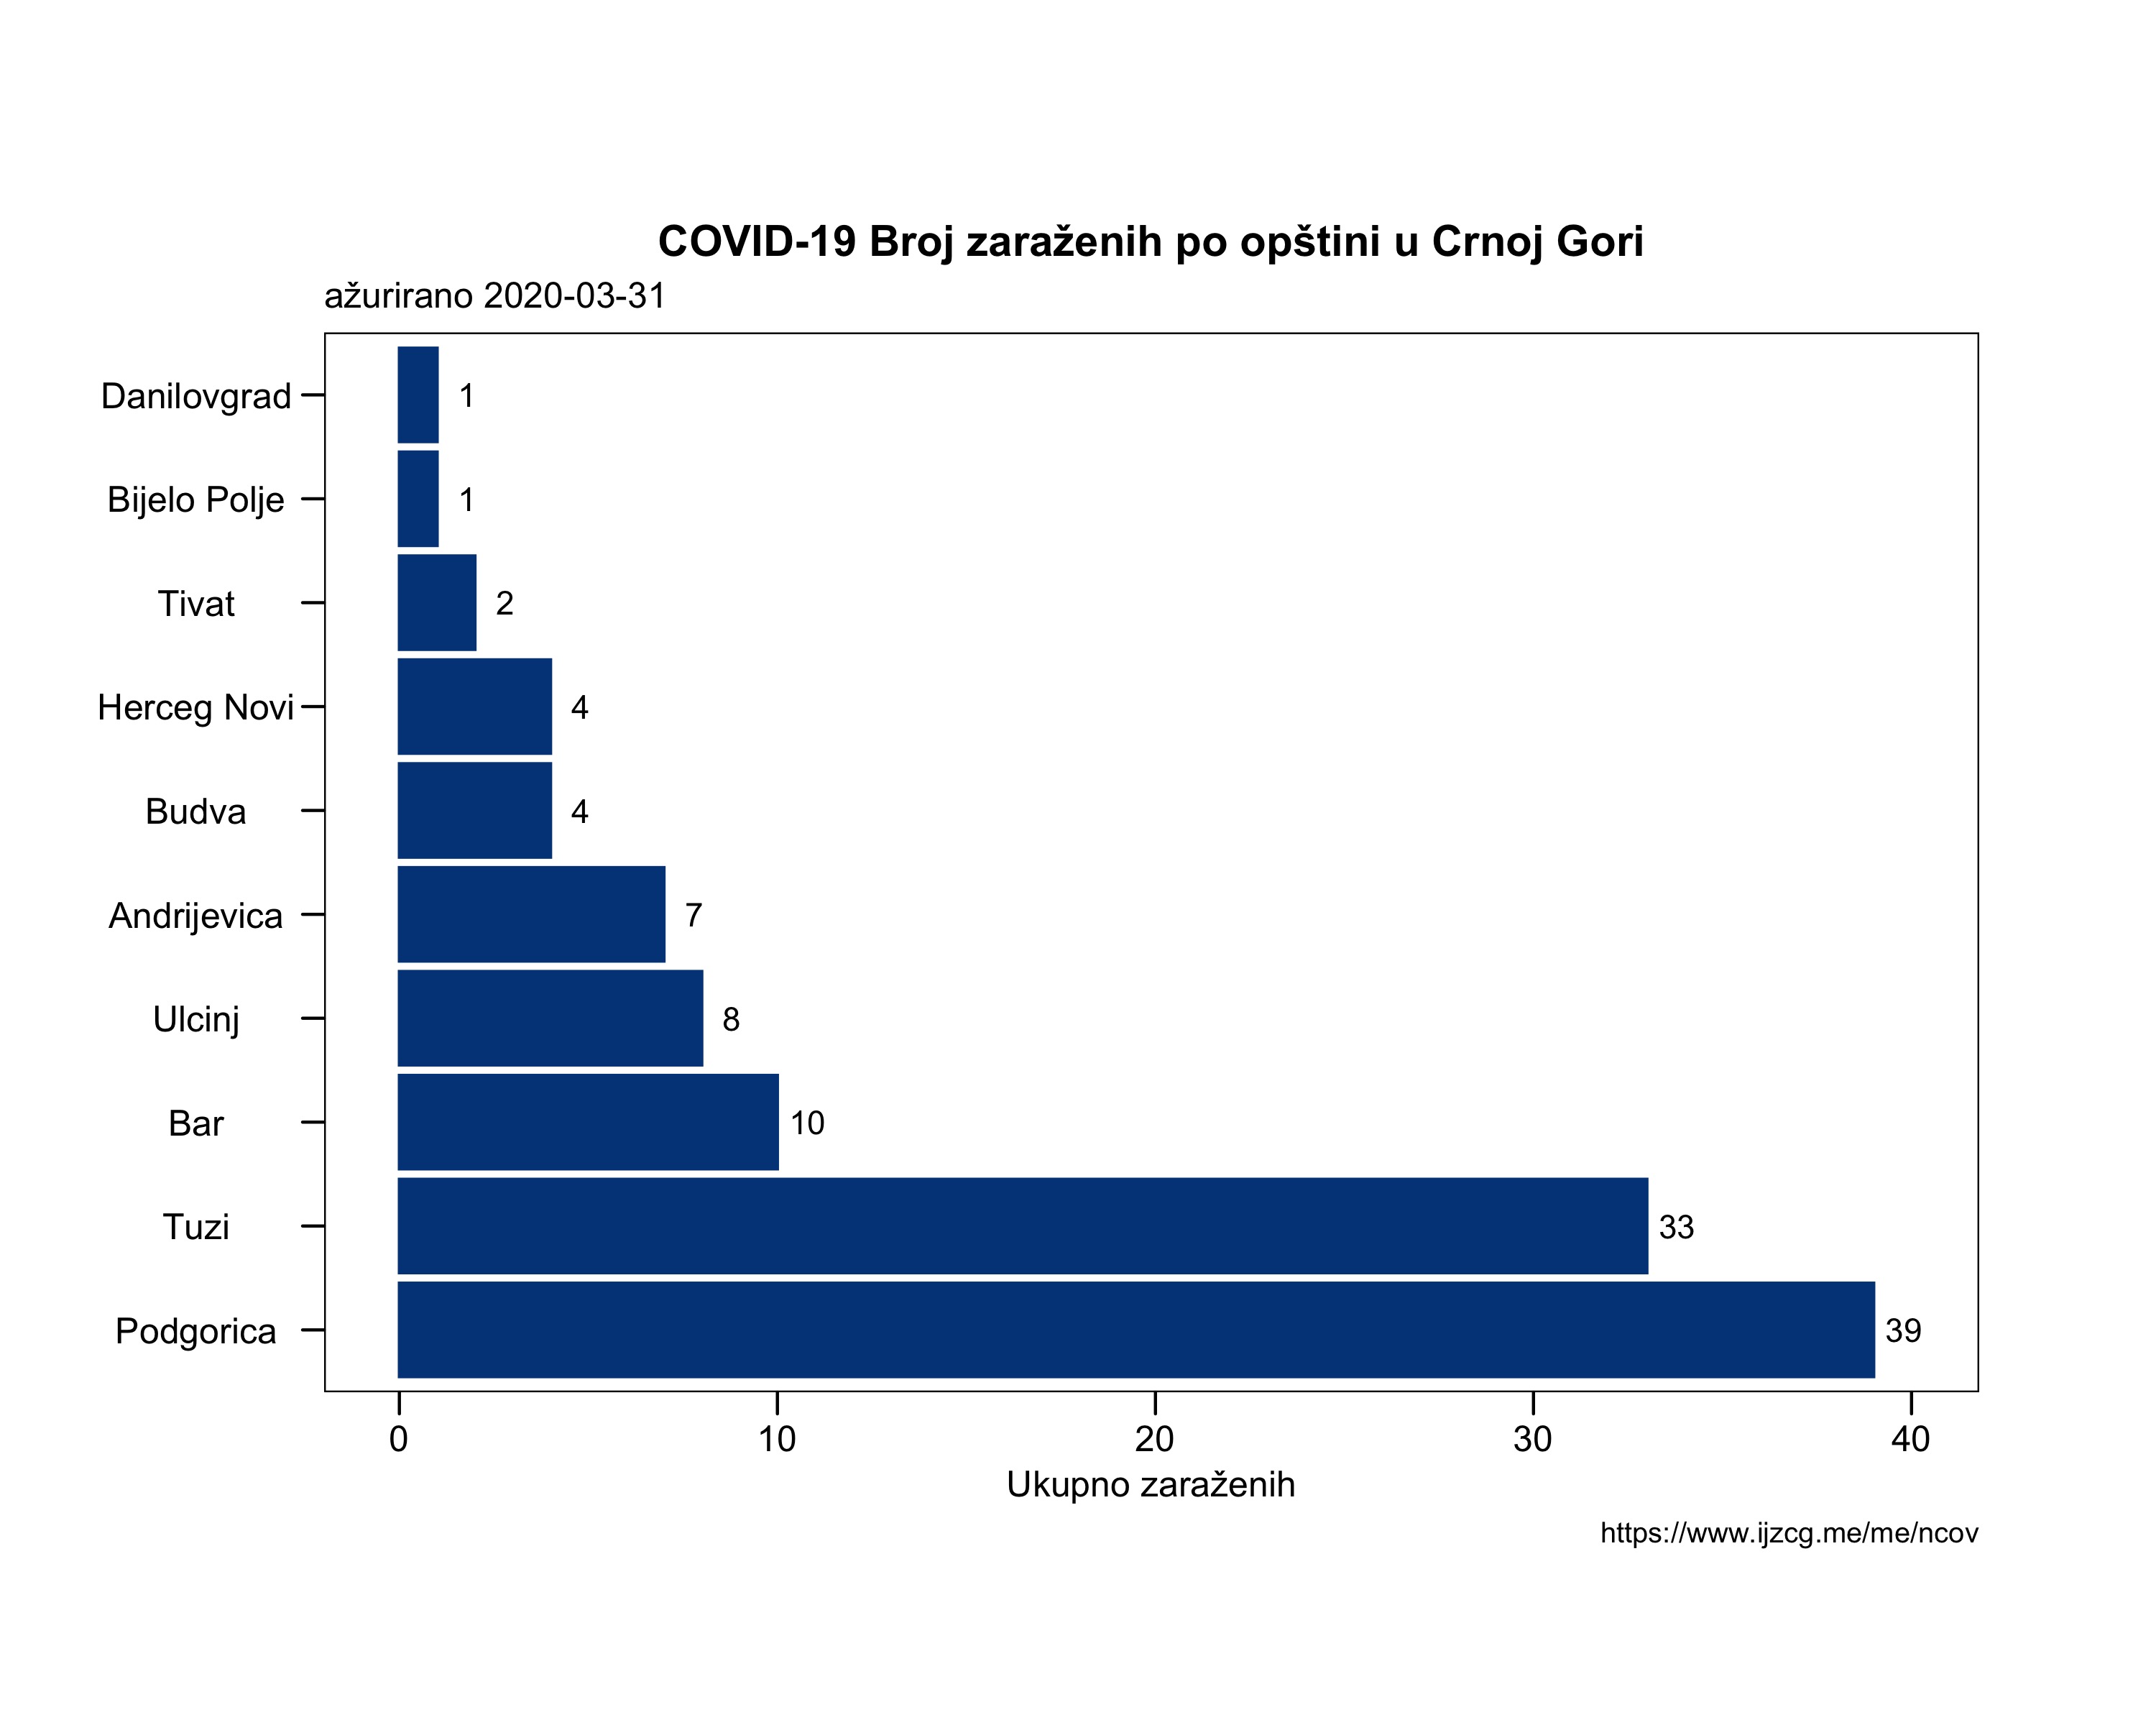 COVID-19 Broj zaraženih po opštini u Crnoj Gori
ažurirano 2020-03-31
Danilovgrad 1
Bijelo Polje 1
Tivat 2
Herceg Novi 4
Budva 4
Andrijevica 7
Ulcinj 8
Bar 10
Tuzi 33
Podgorica 39
0 10 20 30 40
Ukupno zaraženih
https://www.ijzcg.me/me/ncov